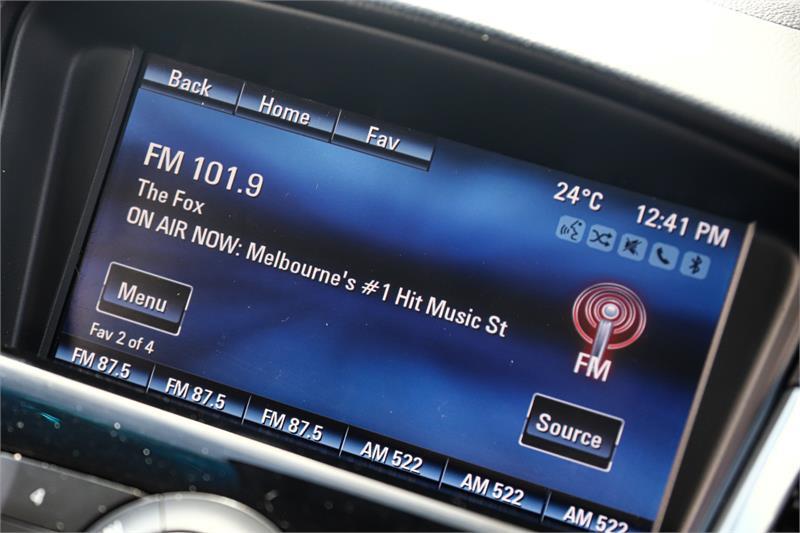 Back Home Fav
24°C 12:41 PM
FM 101.9
The Fox
ON AIR NOW: Melbourne's #1 Hit Music St
Menu
FM
Fav 2 of 4
Source
FM 87.5 FM 87.5 FM 87.5 AM 522 AM 522 AM 522